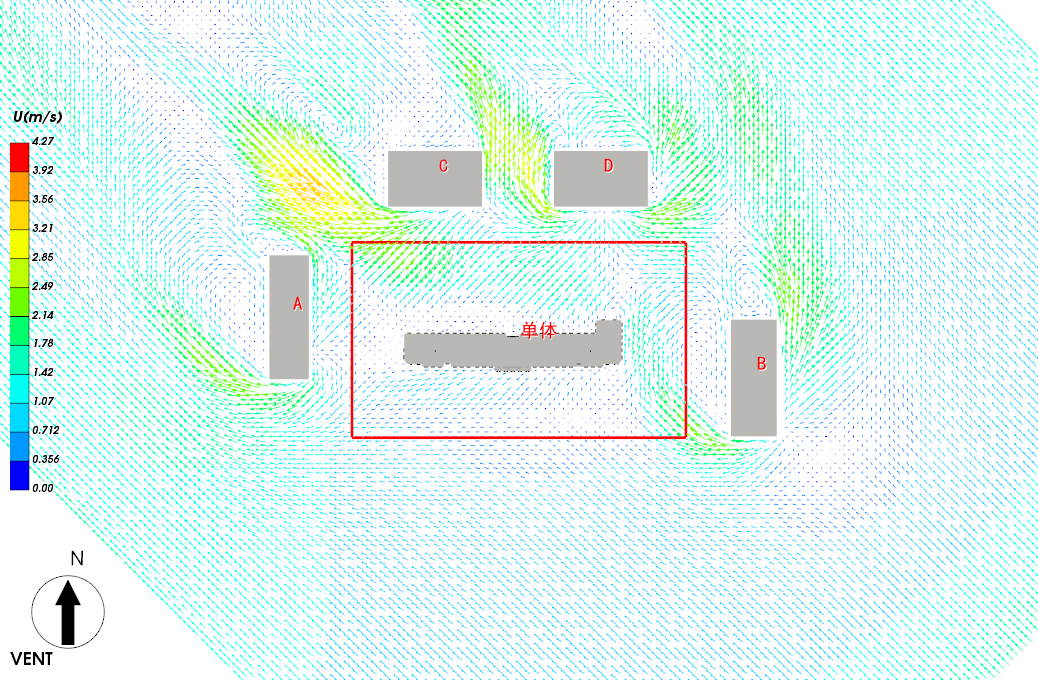 U(m/s)
4.27
3.92
3.56
3.21
2.85
2.49
2.14
1.78
1.42
1.07
0.712
0.356
0.00
C
D
A
单体
B
N
VENT